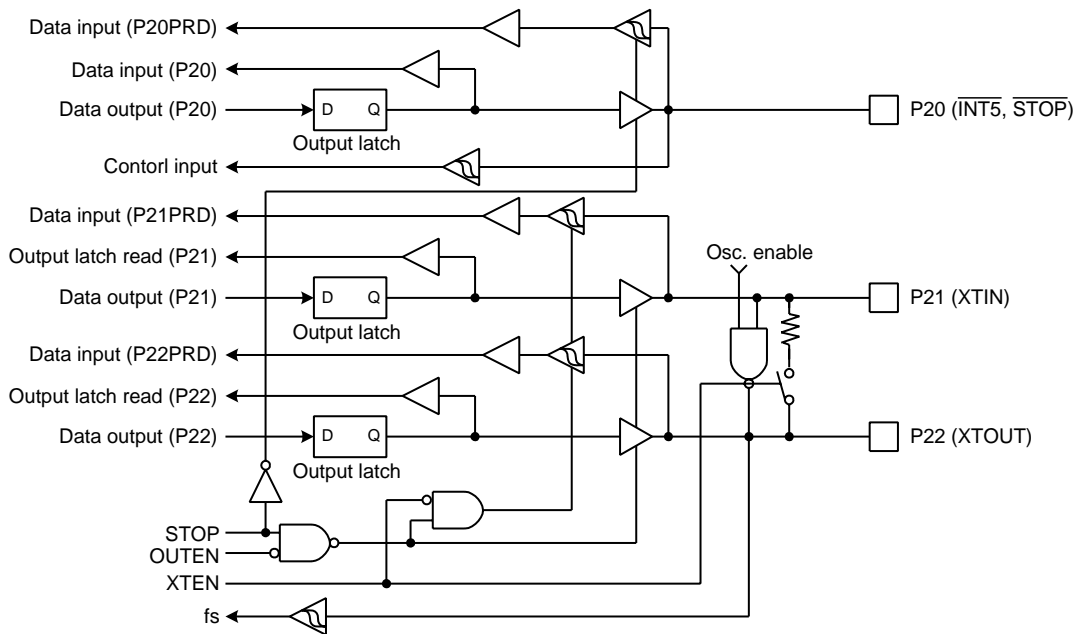 Data input (P20PRD)
Data input (P20)
Data output (P20)
D Q
Output latch
P20 (INT5, STOP)
Contorl input
Data input (P21PRD)
Output latch read (P21)
Osc. enable
Data output (P21)
D Q
Output latch
P21 (XTIN)
Data input (P22PRD)
Output latch read (P22)
Data output (P22)
D Q
Output latch
P22 (XTOUT)
STOP
OUTEN
XTEN
fs